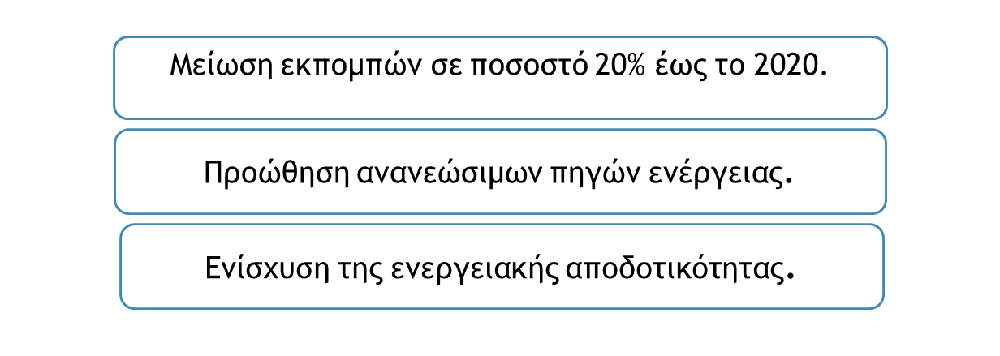 Μείωση εκπομπών σε ποσοστό 20% έως το 2020.
Προώθηση ανανεώσιμων πηγών ενέργειας.
Ενίσχυση της ενεργειακής αποδοτικότητας.